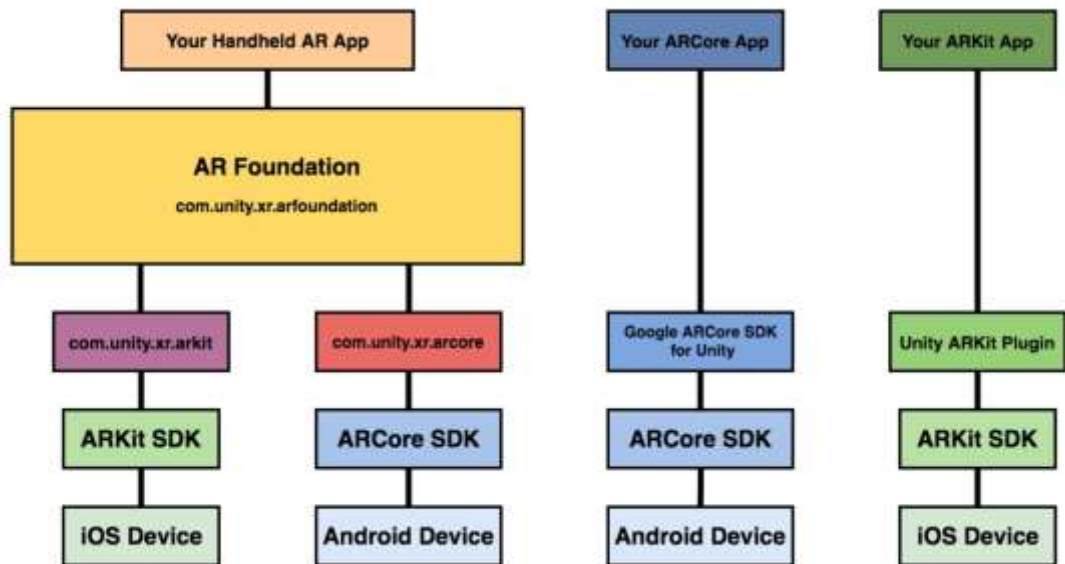 Your Handheld AR App
Your ARCore App
Your ARKit App
AR Foundation
com.unity.xr.arfoundation
com.unity.xr.arkit
com.unity.xr.arcore
Google ARCore SDK
for Unity
Unity ARKit Plugin
ARKit SDK
ARCore SDK
ARCore SDK
ARKit SDK
iOS Device
Android Device
Android Device
iOS Device